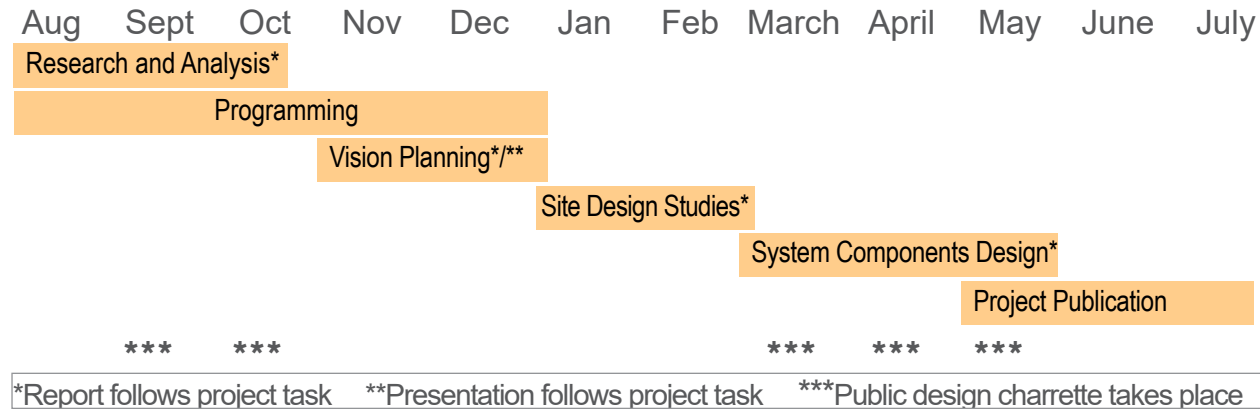 Aug Sept Oct Nov Dec Jan Feb March April May June July
Research and Analysis*
Programming
Vision Planning*/**
Site Design Studies*
System Components Design*
Project Publication
*** *** *** *** ***
*Report follows project task **Presentation follows project task ***Public design charrette takes place